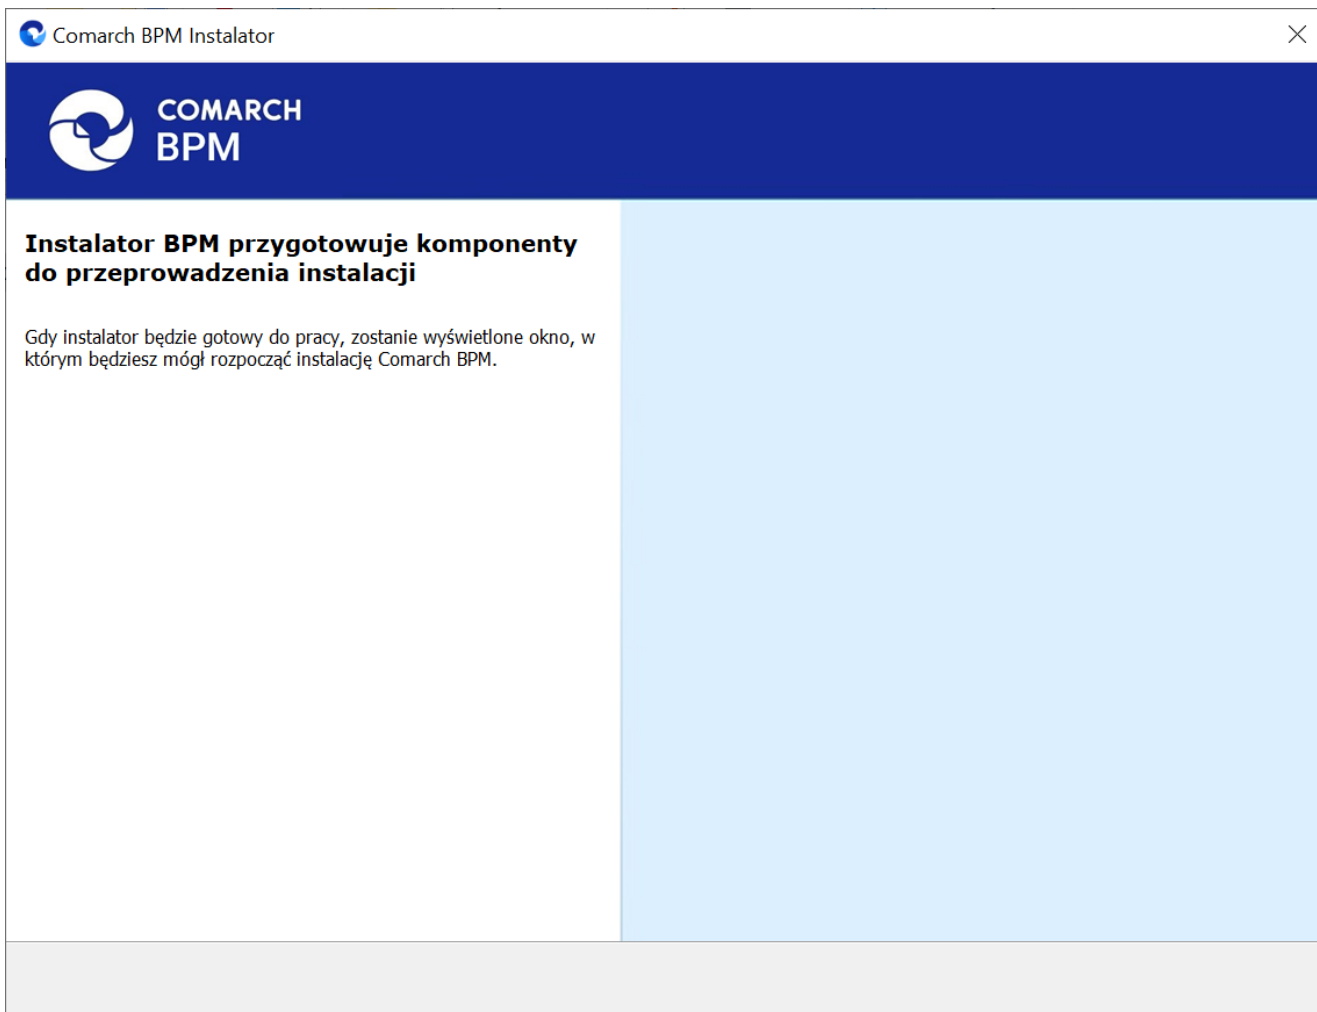 Comarch BPM Instalator
COMARCH
BPM
Instalator BPM przygotowuje komponenty
do przeprowadzenia instalacji
Gdy instalator będzie gotowy do pracy, zostanie wyświetlone okno, w
którym będziesz mógł rozpocząć instalację Comarch BPM.